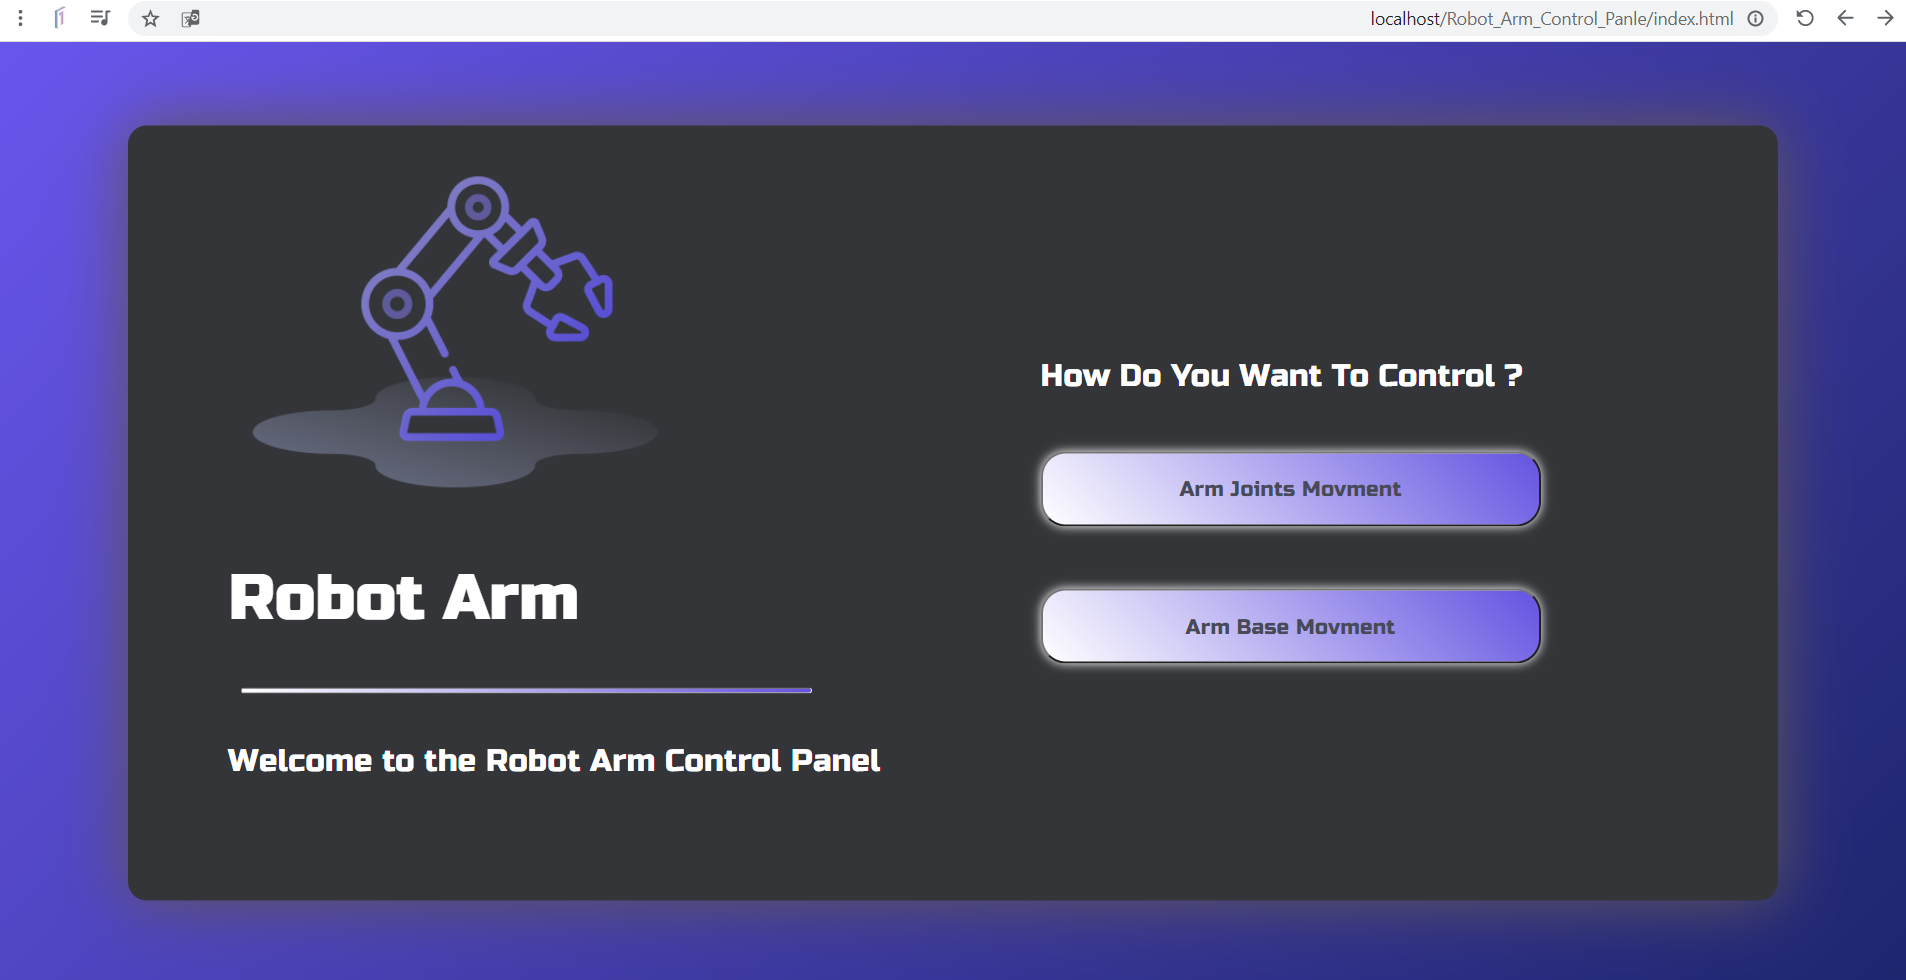 localhost/Robot_Arm_Control_Panle/index.html
Robot Arm
Welcome to the Robot Arm Control Panel
How Do You Want To Control ?
Arm Joints Movment
Arm Base Movment